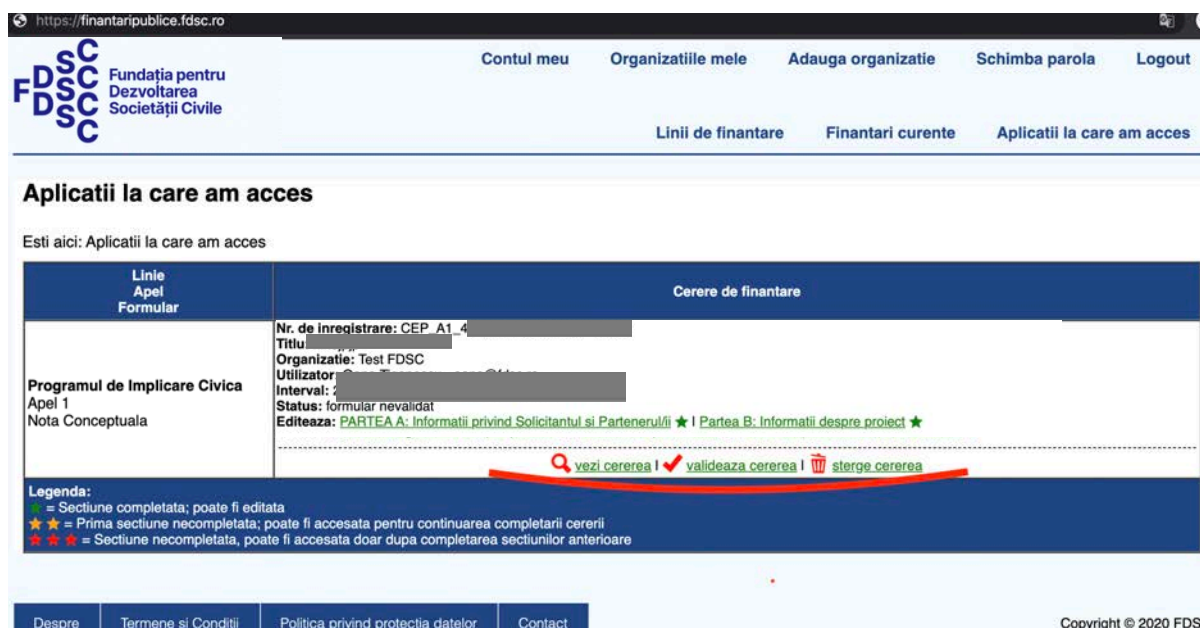 https://finantaripublice.fdsc.ro
FDSC
FDSC
FDSC
Fundația pentru
Dezvoltarea
Societății Civile
Contul meu Organizatiile mele Adauga organizatie Schimba parola Logout
Linii de finantare Finantari curente Aplicatii la care am acces
Aplicatii la care am acces
Esti aici: Aplicatii la care am acces
Linie
Apel
Formular
Cerere de finantare
Programul de Implicare Civica
Apel 1
Nota Conceptuala
Nr. de inregistrare: CEP_A1_4
Titlu
Organizatie: Test FDSC
Utilizator
Interval:
Status: formular nevalidat
Editeaza: PARTEA A: Informatii privind Solicitantul si Partenerul/ii ★ I Partea B: Informatii despre proiect ★
vezi cererea I valideaza cererea I sterge cererea
Legenda:
★ = Sectiune completata; poate fi editata
★ ★ = Prima sectiune necompletata; poate fi accesata pentru continuarea completarii cererii
★ ★ ★ = Sectiune necompletata, poate fi accesata doar dupa completarea sectiunilor anterioare
Despre Termene si Conditii Politica privind protectia datelor Contact
Copyright © 2020 FDS